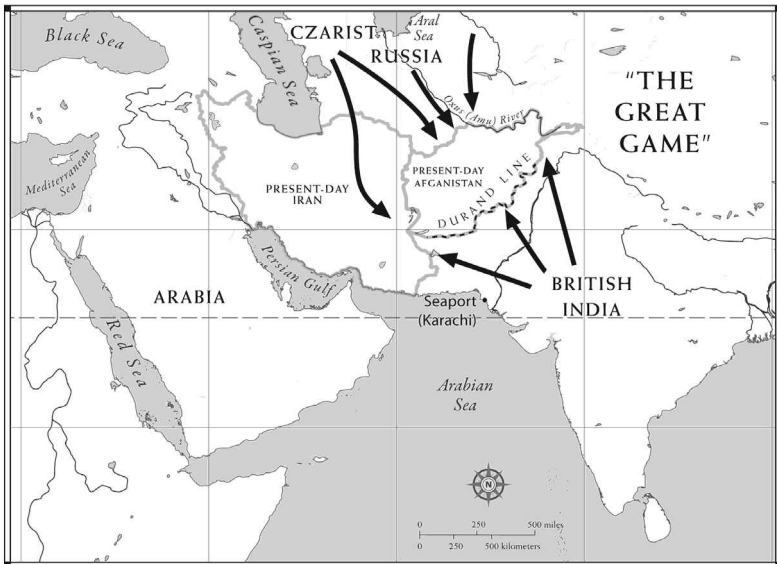 Black Sea
Caspian Sea
Aral
Sea
CZARIST
RUSSIA
Oxus (Amu) River
"THE
GREAT
GAME"
Mediterranean
Sea
PRESENT-DAY
IRAN
PRESENT-DAY
AFGANISTAN
DURAND LINE
Persian Gulf
ARABIA
Red Sea
Seaport
(Karachi)
BRITISH
INDIA
Arabian
Sea
N
0 250 500 miles
0 250 500 kilometers